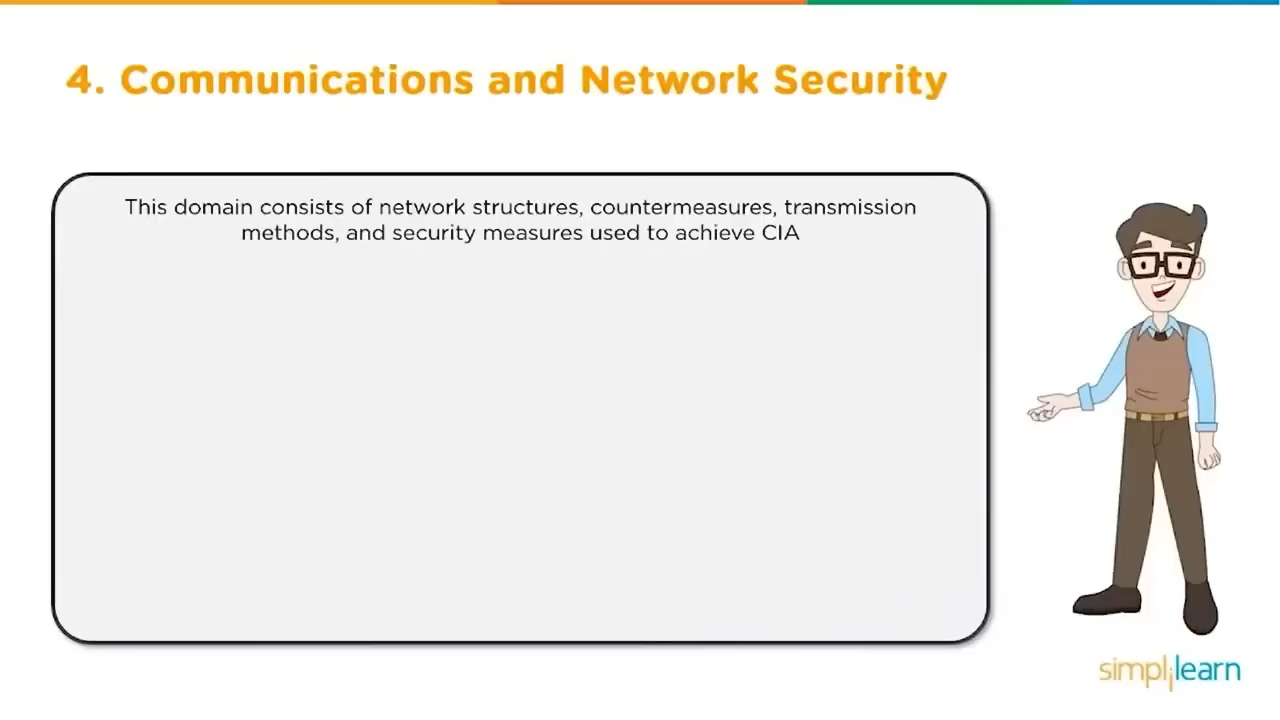 4. Communications and Network Security
This domain consists of network structures, countermeasures, transmission
methods, and security measures used to achieve CIA
simplilearn